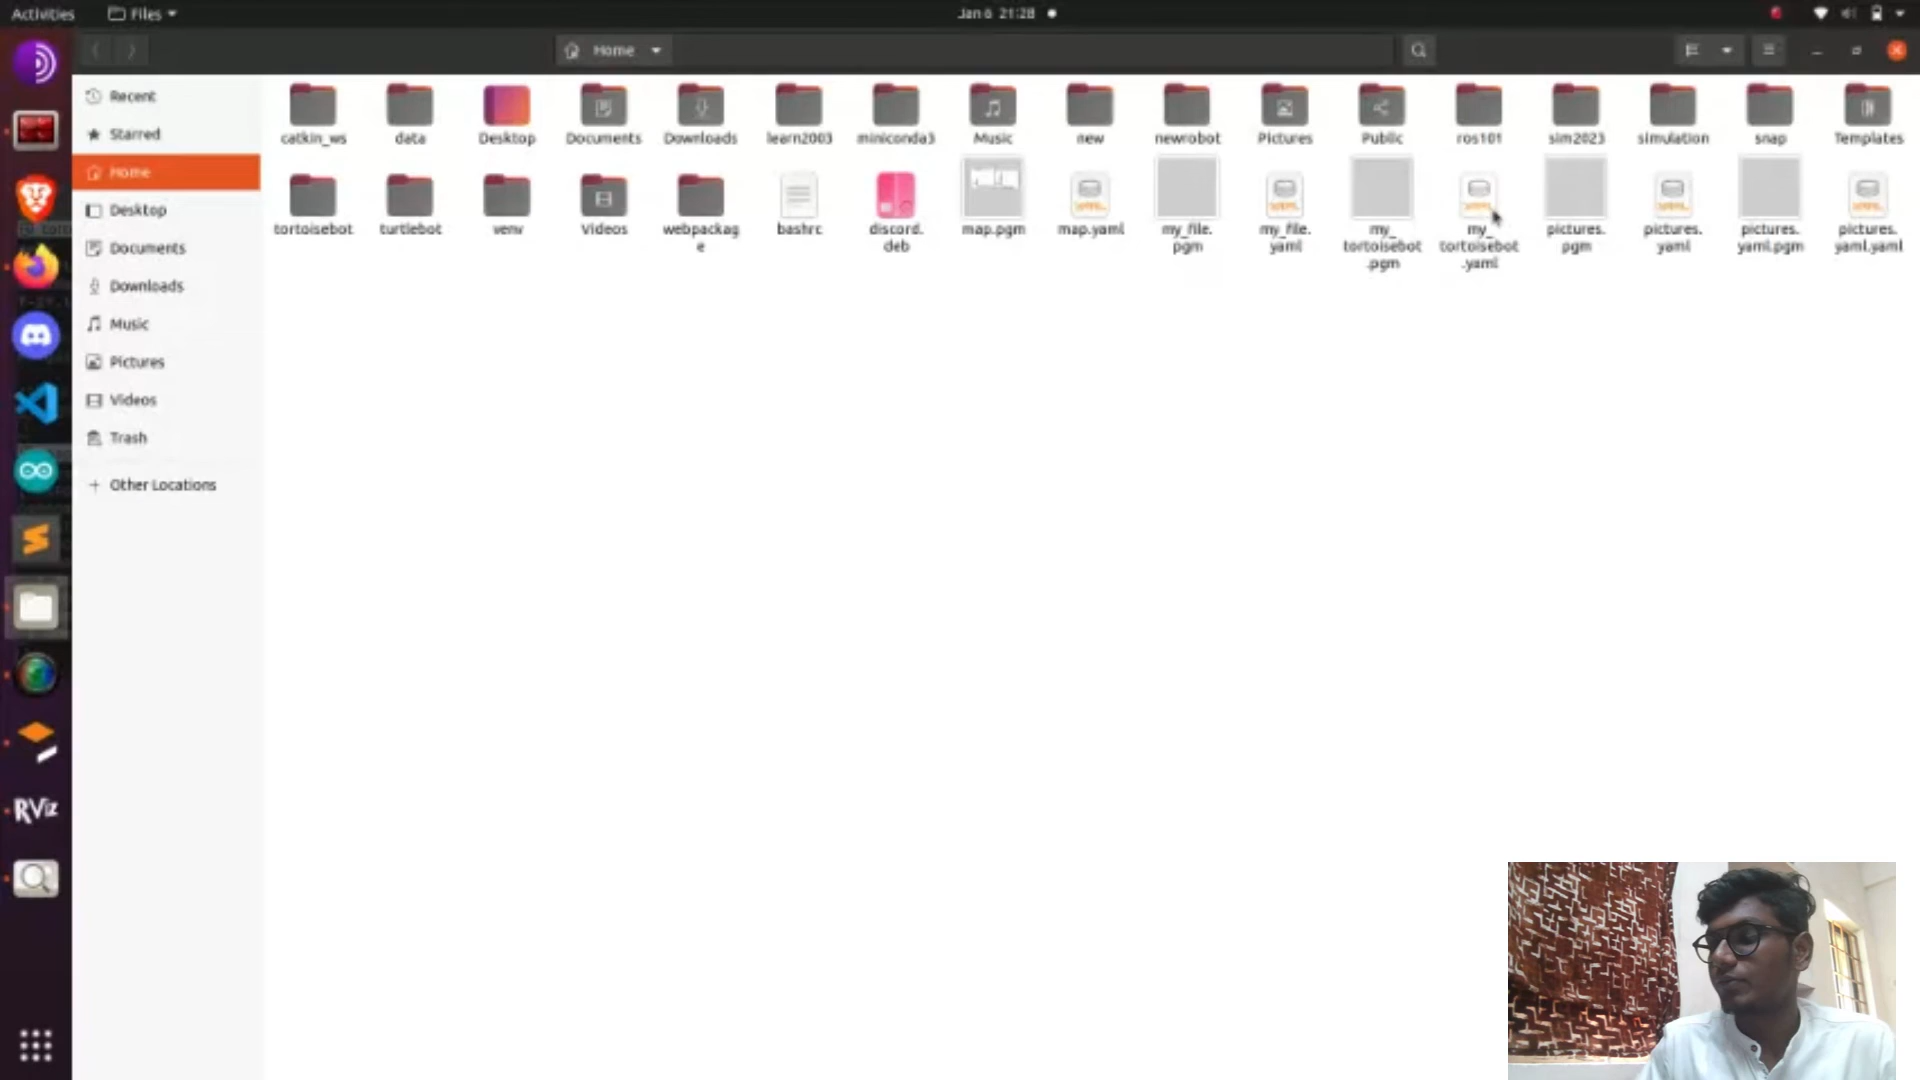 Activities
Files
Jan 6 21:28
Home
Recent
Starred
Home
Desktop
Documents
Downloads
Music
Pictures
Videos
Trash
Other Locations
catkin_ws
data
Desktop
Documents
Downloads
learn2003
miniconda3
Music
new
newrobot
Pictures
Public
ros101
sim2023
simulation
snap
Templates
tortoisebot
turtlebot
venv
Videos
webpackag
e
bashrc
discord.
deb
map.pgm
map.yaml
my_file.
pgm
my_file.
yaml
my_
tortoisebot
.pgm
my_
tortoisebot
.yaml
pictures.
pgm
pictures.
yaml
pictures.
yaml.pgm
pictures.
yaml.yaml
RViz